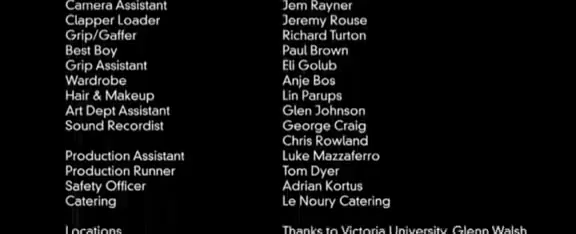 Camera Assistant Jem Rayner
Clapper Loader Jeremy Rouse
Grip/Gaffer Richard Turton
Best Boy Paul Brown
Grip Assistant Eli Golub
Wardrobe Anje Bos
Hair & Makeup Lin Parups
Art Dept Assistant Glen Johnson
Sound Recordist George Craig
Chris Rowland
Production Assistant Luke Mazzaferro
Production Runner Tom Dyer
Safety Officer Adrian Kortus
Catering Le Noury Catering
Locations Thanks to Victoria University, Glenn Walsh